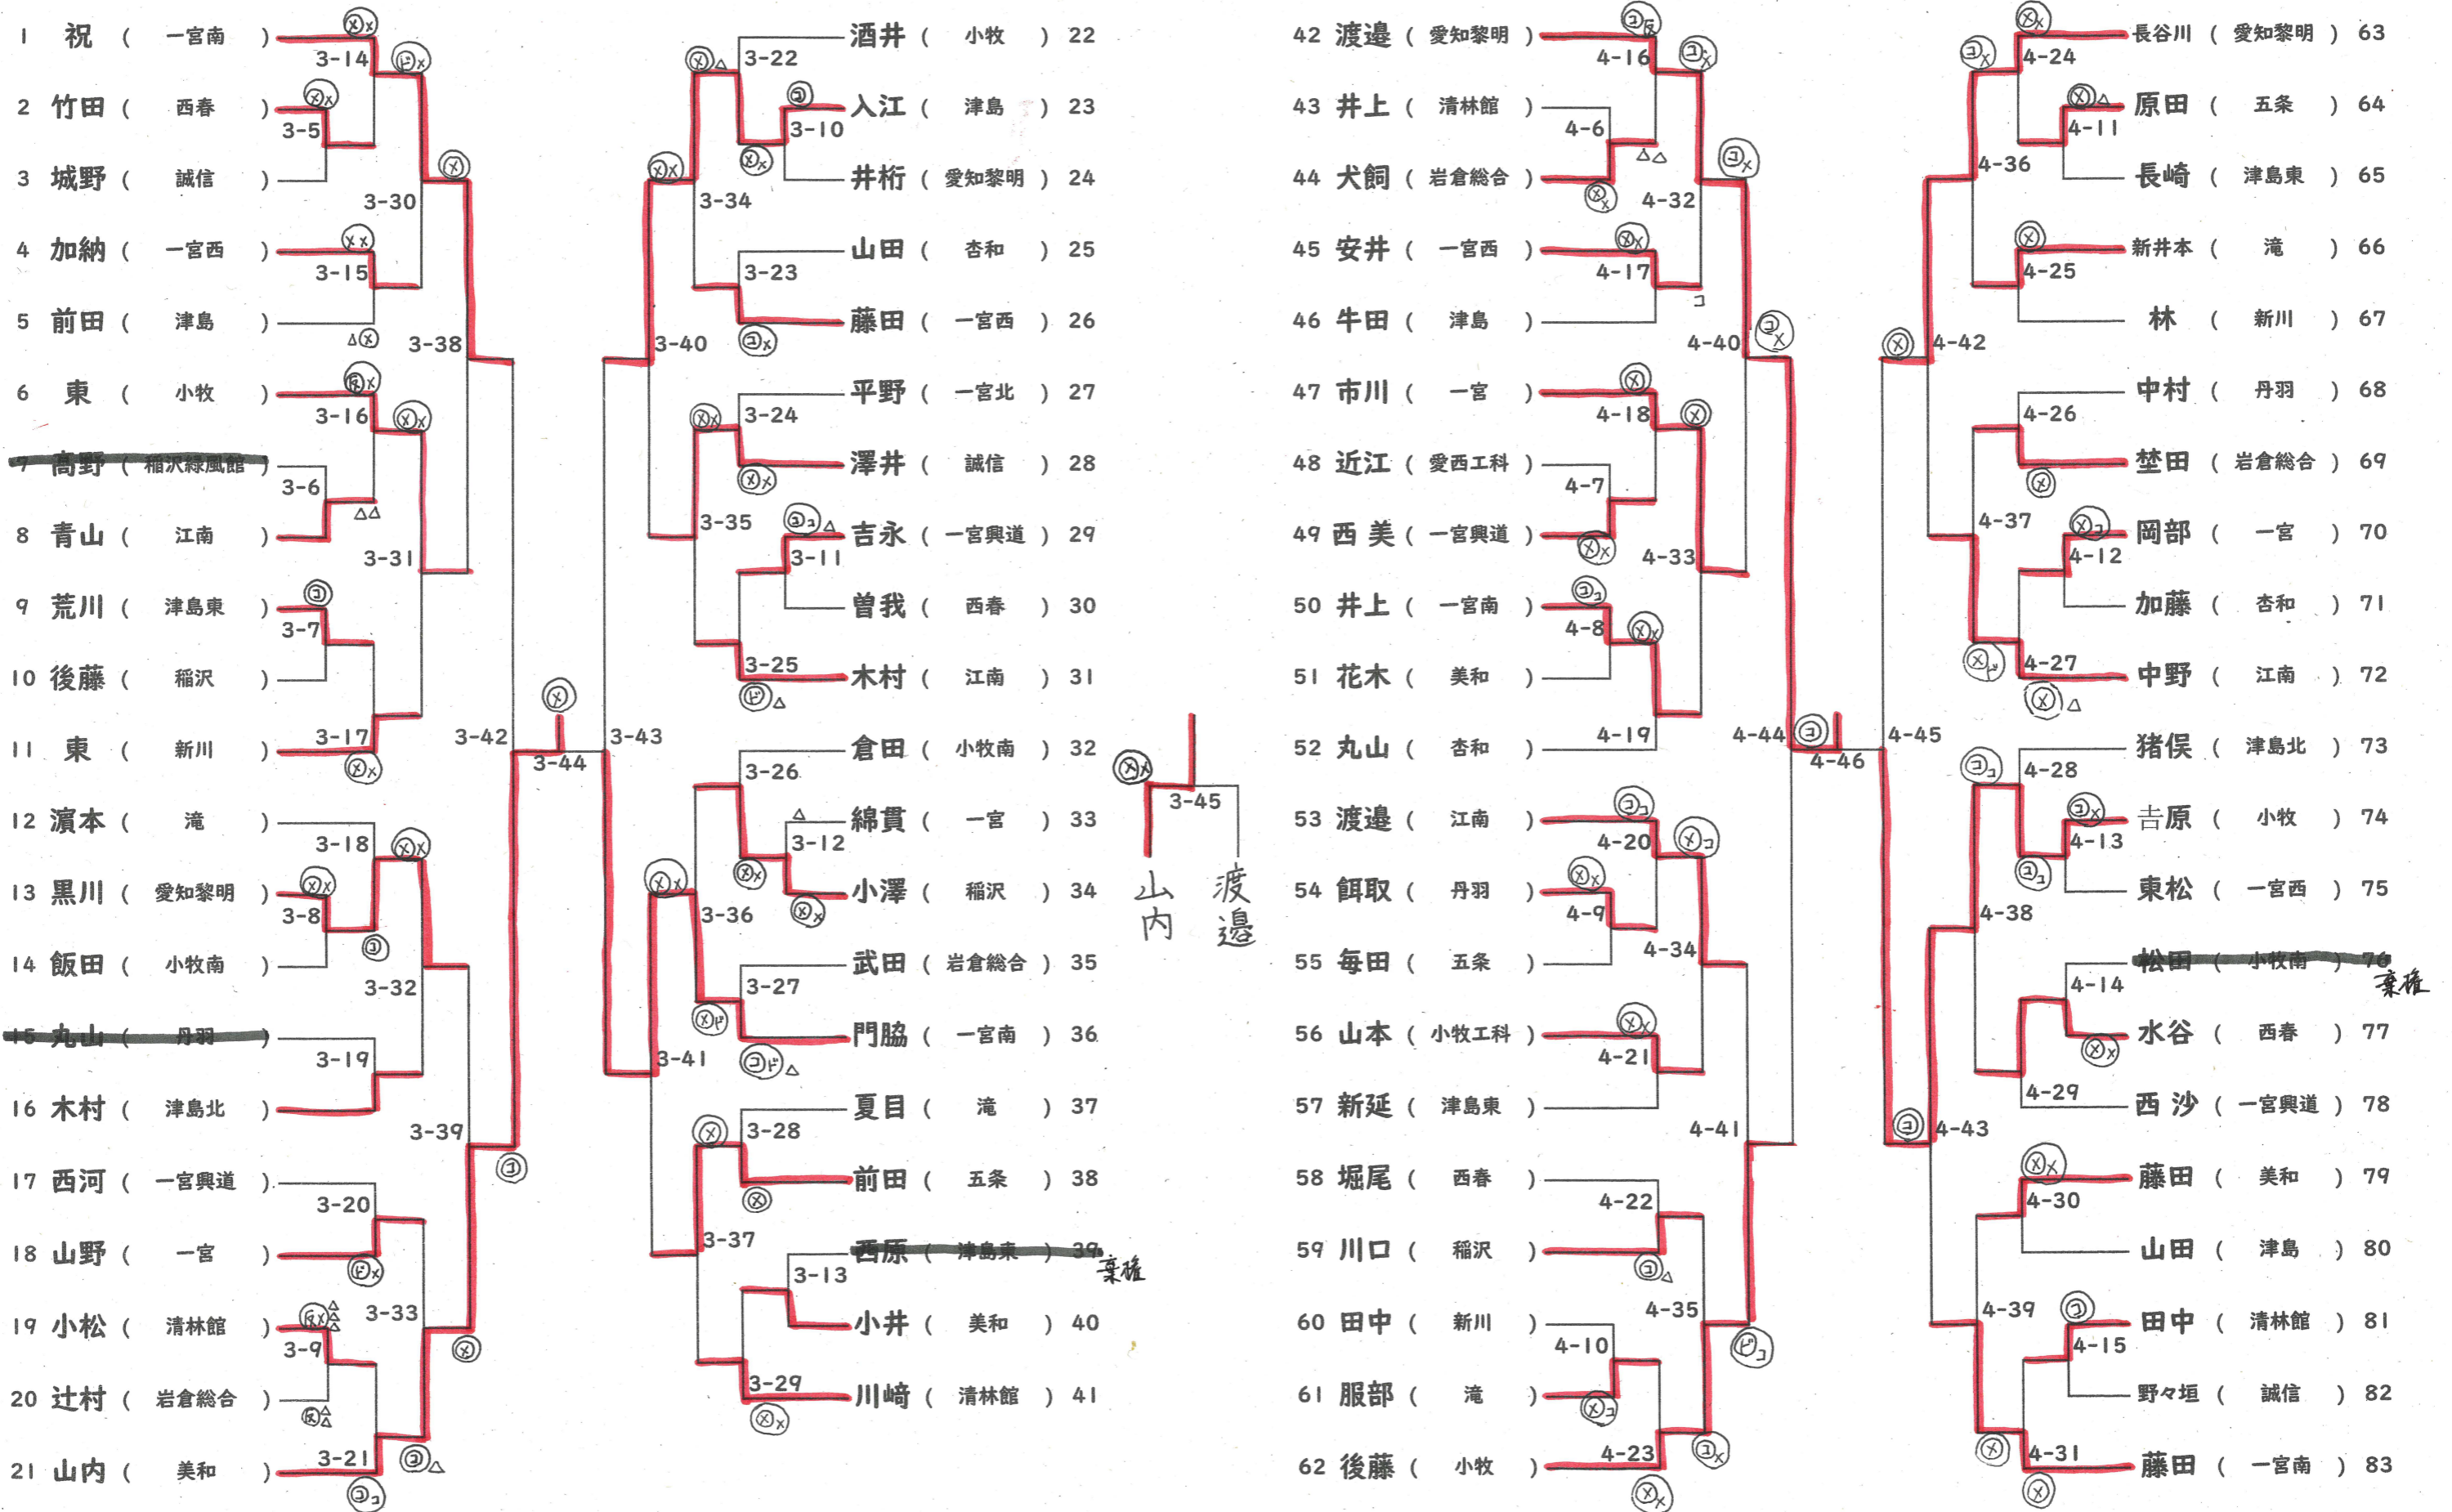 1 祝 ( 一宮南 )
2 竹田 ( 西春 )
3 城野 ( 誠信 )
4 加納 ( 一宮西 )
5 前田 ( 津島 )
6 東 ( 小牧 )
7 高野 ( 稲沢緑風館 )
8 青山 ( 江南 )
9 荒川 ( 津島東 )
10 後藤 ( 稲沢 )
11 東 ( 新川 )
12 濵本 ( 滝 )
13 黒川 ( 愛知黎明 )
14 飯田 ( 小牧南 )
15 丸山 ( 丹羽 )
16 木村 ( 津島北 )
17 西河 ( 一宮興道 )
18 山野 ( 一宮 )
19 小松 ( 清林館 )
20 辻村 ( 岩倉総合 )
21 山内 ( 美和 )
3-14
3-5
3-30
3-15
3-38
3-16
3-6
3-31
3-7
3-17
3-42
3-18
3-8
3-32
3-19
3-39
3-20
3-33
3-9
3-21
3-44
3-43
酒井 ( 小牧 ) 22
入江 ( 津島 ) 23
井桁 ( 愛知黎明 ) 24
山田 ( 杏和 ) 25
藤田 ( 一宮西 ) 26
平野 ( 一宮北 ) 27
澤井 ( 誠信 ) 28
吉永 ( 一宮興道 ) 29
曽我 ( 西春 ) 30
木村 ( 江南 ) 31
倉田 ( 小牧南 ) 32
綿貫 ( 一宮 ) 33
小澤 ( 稲沢 ) 34
武田 ( 岩倉総合 ) 35
門脇 ( 一宮南 ) 36
夏目 ( 滝 ) 37
前田 ( 五条 ) 38
西原 ( 津島東 ) 39
棄権
小井 ( 美和 ) 40
川﨑 ( 清林館 ) 41
3-22
3-10
3-34
3-23
3-40
3-24
3-35
3-11
3-25
3-26
3-12
3-36
3-27
3-41
3-28
3-37
3-13
3-29
3-45
山内
渡邉
42 渡邉 ( 愛知黎明 )
43 井上 ( 清林館 )
44 犬飼 ( 岩倉総合 )
45 安井 ( 一宮西 )
46 牛田 ( 津島 )
47 市川 ( 一宮 )
48 近江 ( 愛西工科 )
49 西美 ( 一宮興道 )
50 井上 ( 一宮南 )
51 花木 ( 美和 )
52 丸山 ( 杏和 )
53 渡邉 ( 江南 )
54 餌取 ( 丹羽 )
55 毎田 ( 五条 )
56 山本 ( 小牧工科 )
57 新延 ( 津島東 )
58 堀尾 ( 西春 )
59 川口 ( 稲沢 )
60 田中 ( 新川 )
61 服部 ( 滝 )
62 後藤 ( 小牧 )
4-16
4-6
4-32
4-17
4-40
4-18
4-7
4-33
4-8
4-19
4-44
4-20
4-9
4-34
4-21
4-41
4-22
4-35
4-10
4-23
4-46
4-45
長谷川 ( 愛知黎明 ) 63
原田 ( 五条 ) 64
長崎 ( 津島東 ) 65
新井本 ( 滝 ) 66
林 ( 新川 ) 67
中村 ( 丹羽 ) 68
埜田 ( 岩倉総合 ) 69
岡部 ( 一宮 ) 70
加藤 ( 杏和 ) 71
中野 ( 江南 ) 72
猪俣 ( 津島北 ) 73
𠮷原 ( 小牧 ) 74
東松 ( 一宮西 ) 75
松田 ( 小牧南 ) 76
棄権
水谷 ( 西春 ) 77
西沙 ( 一宮興道 ) 78
藤田 ( 美和 ) 79
山田 ( 津島 ) 80
田中 ( 清林館 ) 81
野々垣 ( 誠信 ) 82
藤田 ( 一宮南 ) 83
4-24
4-11
4-36
4-25
4-42
4-26
4-37
4-12
4-27
4-28
4-13
4-38
4-14
4-29
4-43
4-30
4-39
4-15
4-31